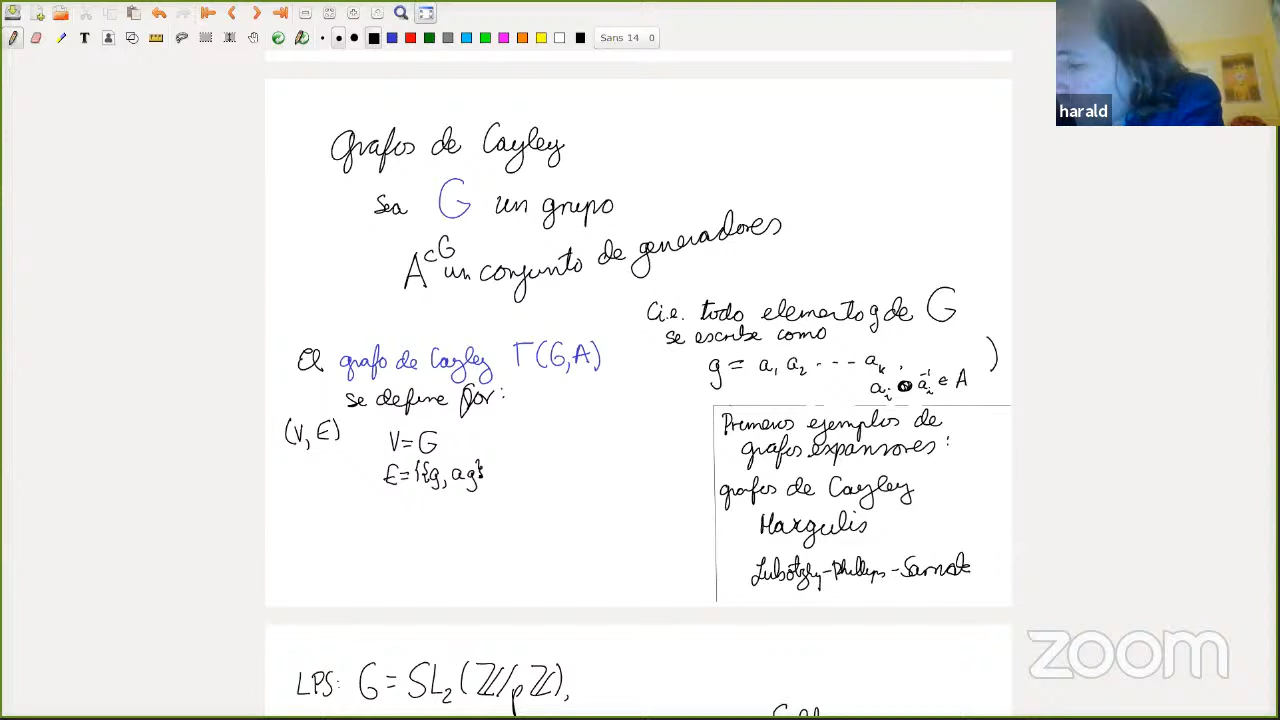 Sans 14 0
harald
Grafos de Cayley
sea G un grupo
A ⊂ G un conjunto de generadores
(i.e. todo elemento g de G
se escribe como
g = a₁ a₂ ... aₖ,
aᵢ o aᵢ⁻¹ ∈ A )
El grafo de Cayley Γ(G,A)
se define por:
(V, E)
V = G
E = {{g, ag}
Primeros ejemplos de
grafos expansores:
grafos de Cayley
Margulis
Lubotzky-Phillips-Sarnak
zoom
LPS: G = SL₂(ℤ/pℤ),